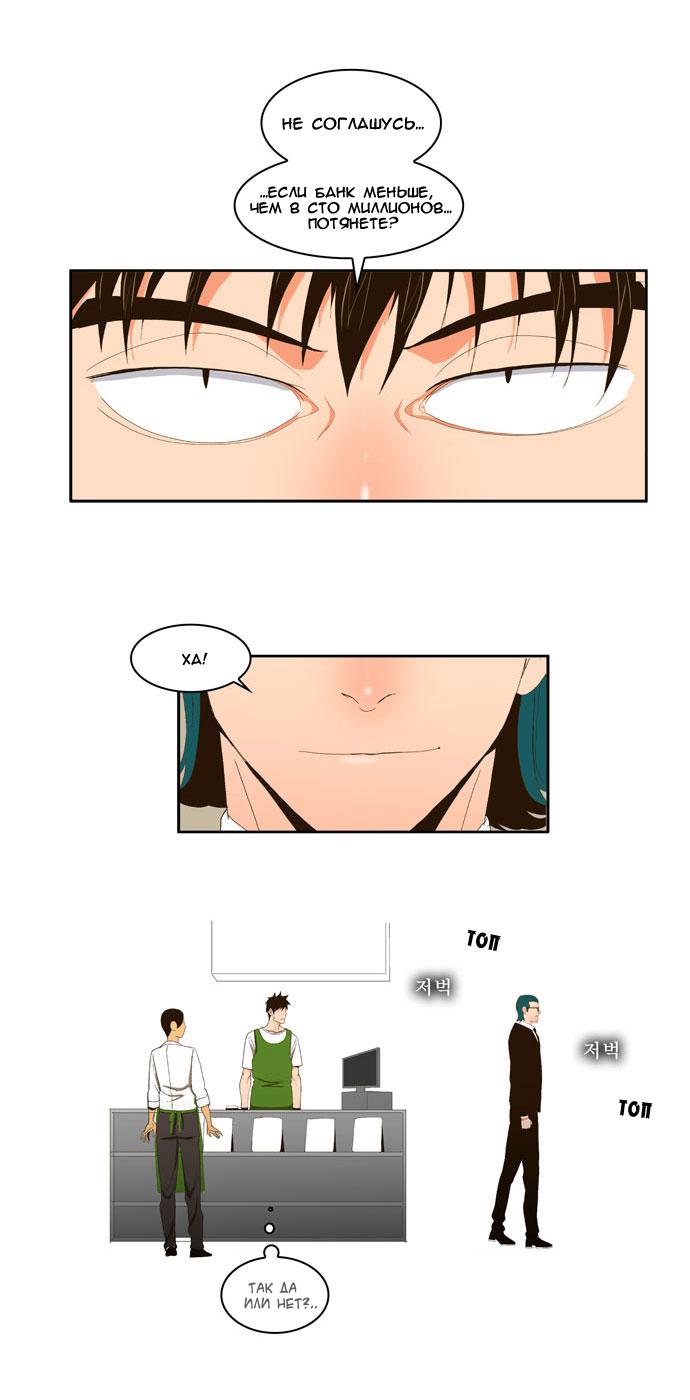 НЕ СОГЛАШУСЬ...
...ЕСЛИ БАНК МЕНЬШЕ,
ЧЕМ В СТО МИЛЛИОНОВ...
ПОТЯНЕТЕ?
ХА!
ТОП
저벅
저벅
ТОП
ТАК ДА
ИЛИ НЕТ?..